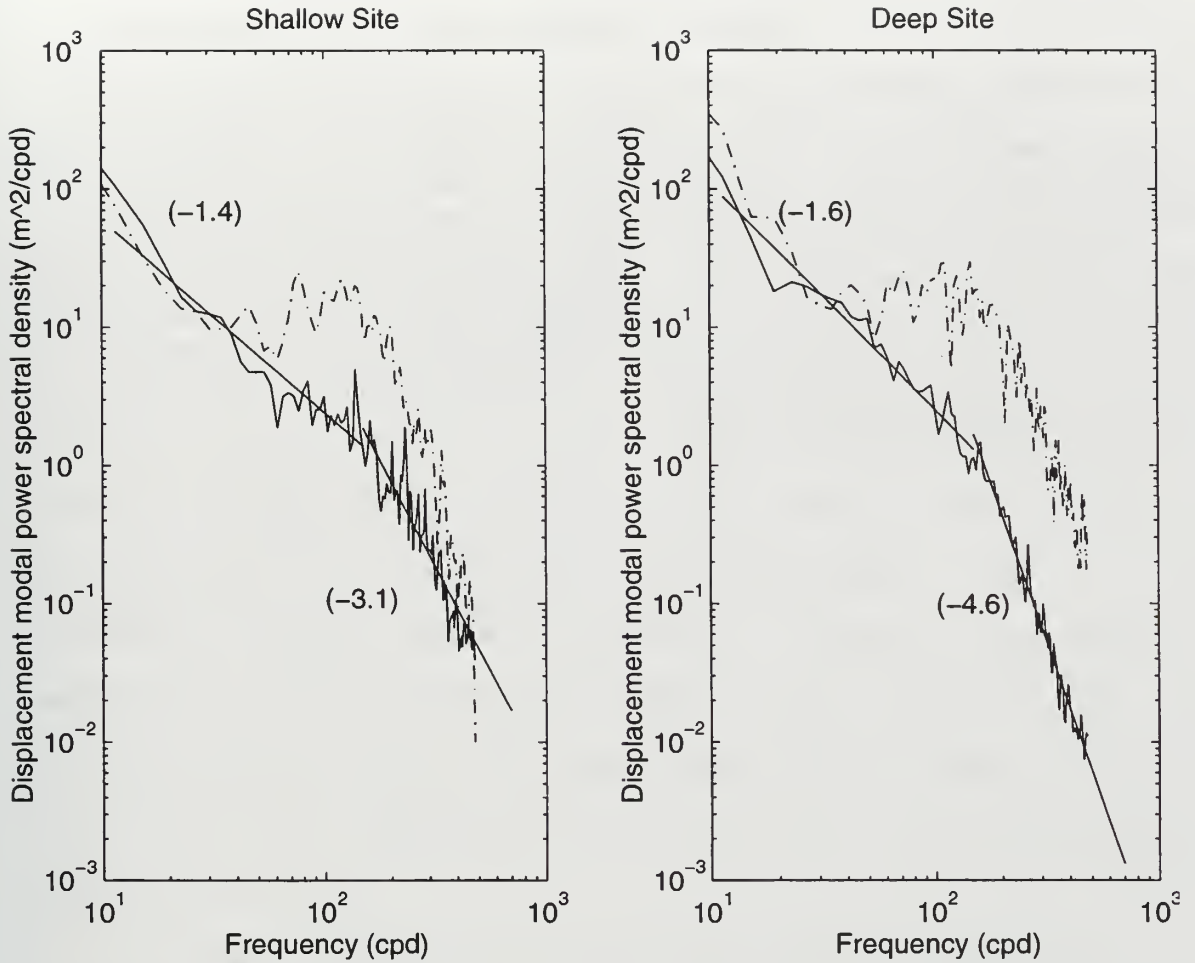 Shallow Site
Displacement modal power spectral density (m^2/cpd)
10^3
10^2
10^1
10^0
10^−1
10^−2
10^−3
(−1.4)
(−3.1)
10^1 10^2 10^3
Frequency (cpd)
Deep Site
Displacement modal power spectral density (m^2/cpd)
10^3
10^2
10^1
10^0
10^−1
10^−2
10^−3
(−1.6)
(−4.6)
10^1 10^2 10^3
Frequency (cpd)